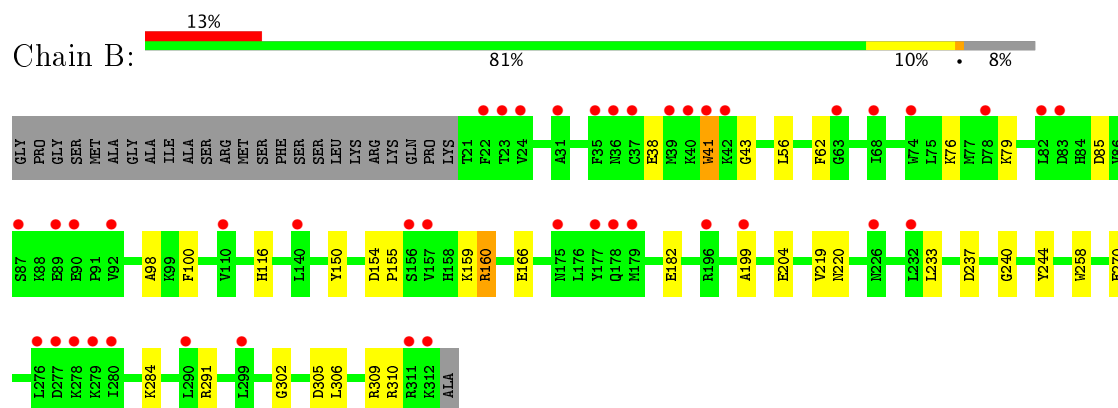 13%
Chain B:
81% 10% • 8%
GLY PRO GLY SER MET ALA GLY ALA ILE ALA SER ARG MET SER PHE SER SER LEU LYS ARG LYS GLN PRO LYS T21 F22 T23 V24 A31 F35 N36 C37 E38 M39 K40 W41 K42 G43 L56 F62 G63 I68 W74 L75 K76 M77 D78 K79 L82 D83 H84 D85 V86
S87 K88 E89 E90 P91 V92 A98 K99 F100 V110 H116 L140 Y150 D154 P155 S156 V157 H158 K159 R160 E166 N175 L176 Y177 Q178 M179 E182 R196 A199 E204 V219 N220 N226 L232 L233 D237 G240 Y244 W258
L276 D277 K278 K279 I280 K284 L290 R291 L299 G302 D305 L306 R309 R310 R311 K312 ALA